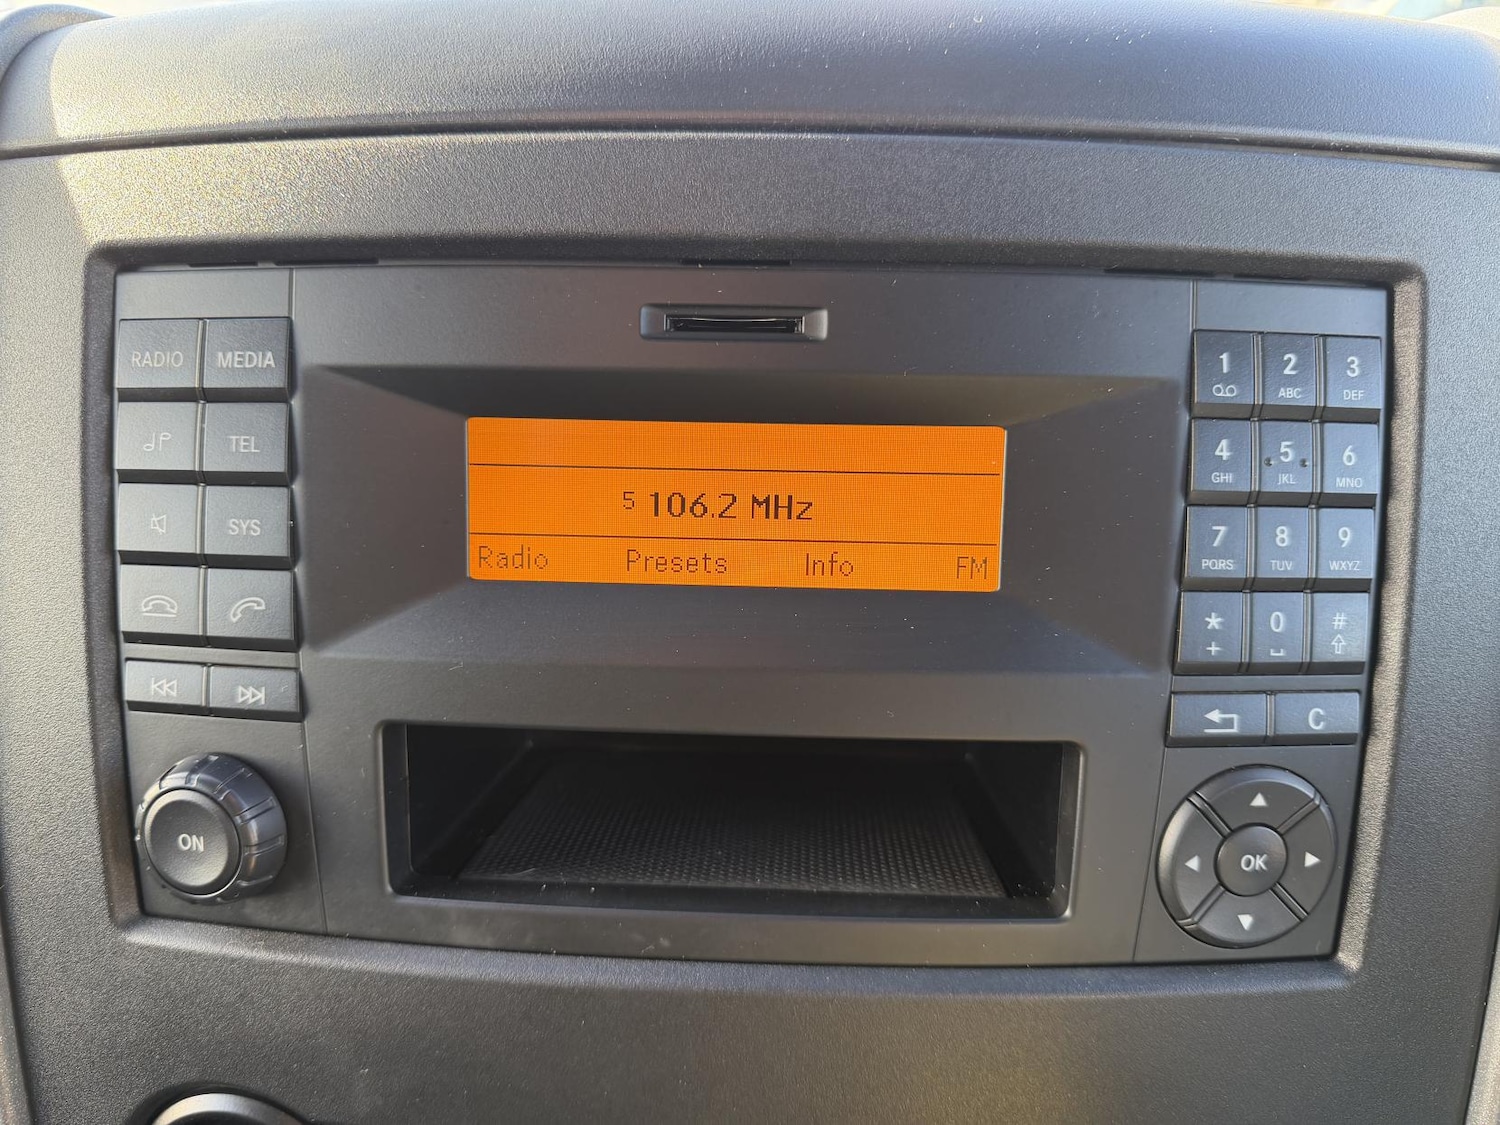 RADIO MEDIA
TEL
SYS
ON
5 106.2 MHz
Radio Presets Info FM
1 2 3
ABC DEF
4 5 6
GHI JKL MNO
7 8 9
PQRS TUV WXYZ
* 0 #
+
C
OK